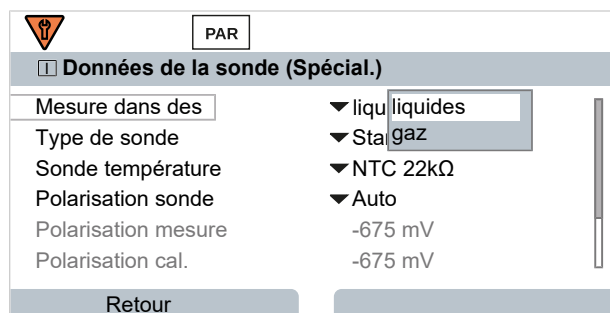 PAR
Données de la sonde (Spécial.)
Mesure dans des liqu liquides
gaz
Type de sonde Sta
Sonde température NTC 22kΩ
Polarisation sonde Auto
Polarisation mesure -675 mV
Polarisation cal. -675 mV
Retour